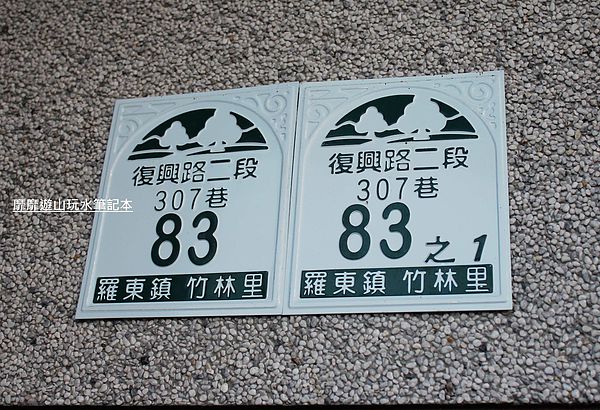 復興路二段
307巷
83
羅東鎮 竹林里
復興路二段
307巷
83之1
羅東鎮 竹林里
靡靡遊山玩水筆記本